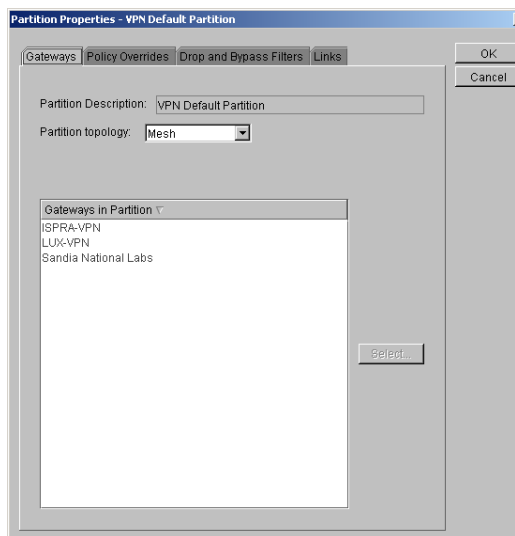 Partition Properties - VPN Default Partition
Gateways Policy Overrides Drop and Bypass Filters Links
OK
Cancel
Partition Description: VPN Default Partition
Partition topology: Mesh
Gateways in Partition
ISPRA-VPN
LUX-VPN
Sandia National Labs
Select...